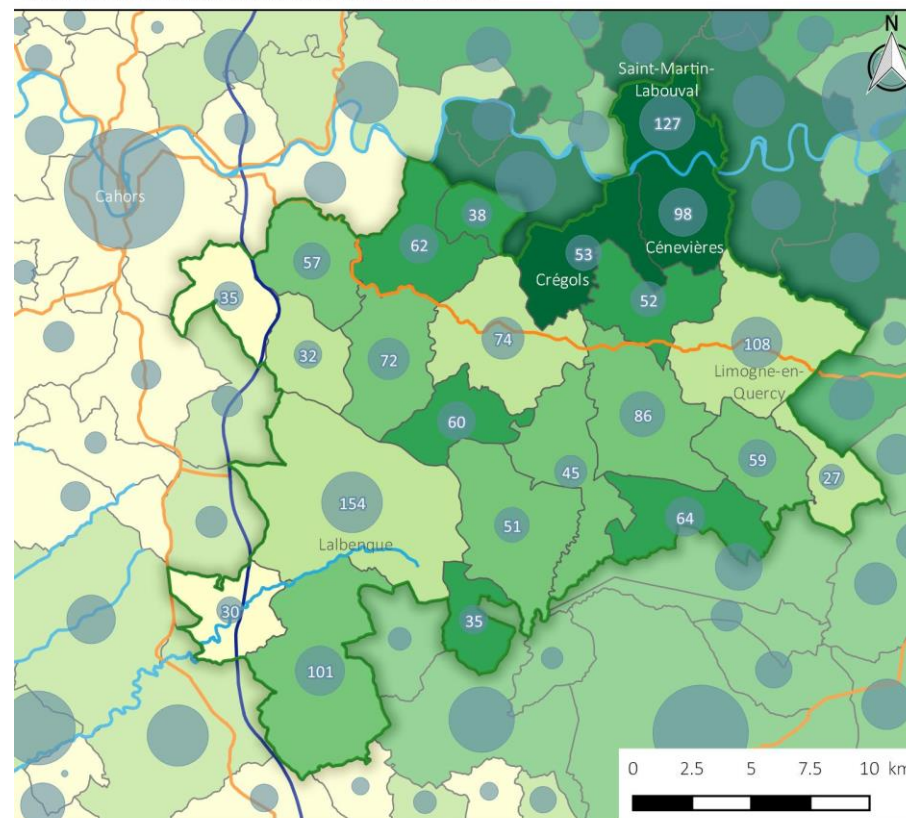 N
Saint-Martin-
Labouval
127
Cahors
38
98
62
Cénevières
57
53
Crégols
35
52
74
108
32
72
Limogne-en-
Quercy
60
86
45
59
27
154
51
64
Lalbenque
30
35
101
0 2.5 5 7.5 10 km